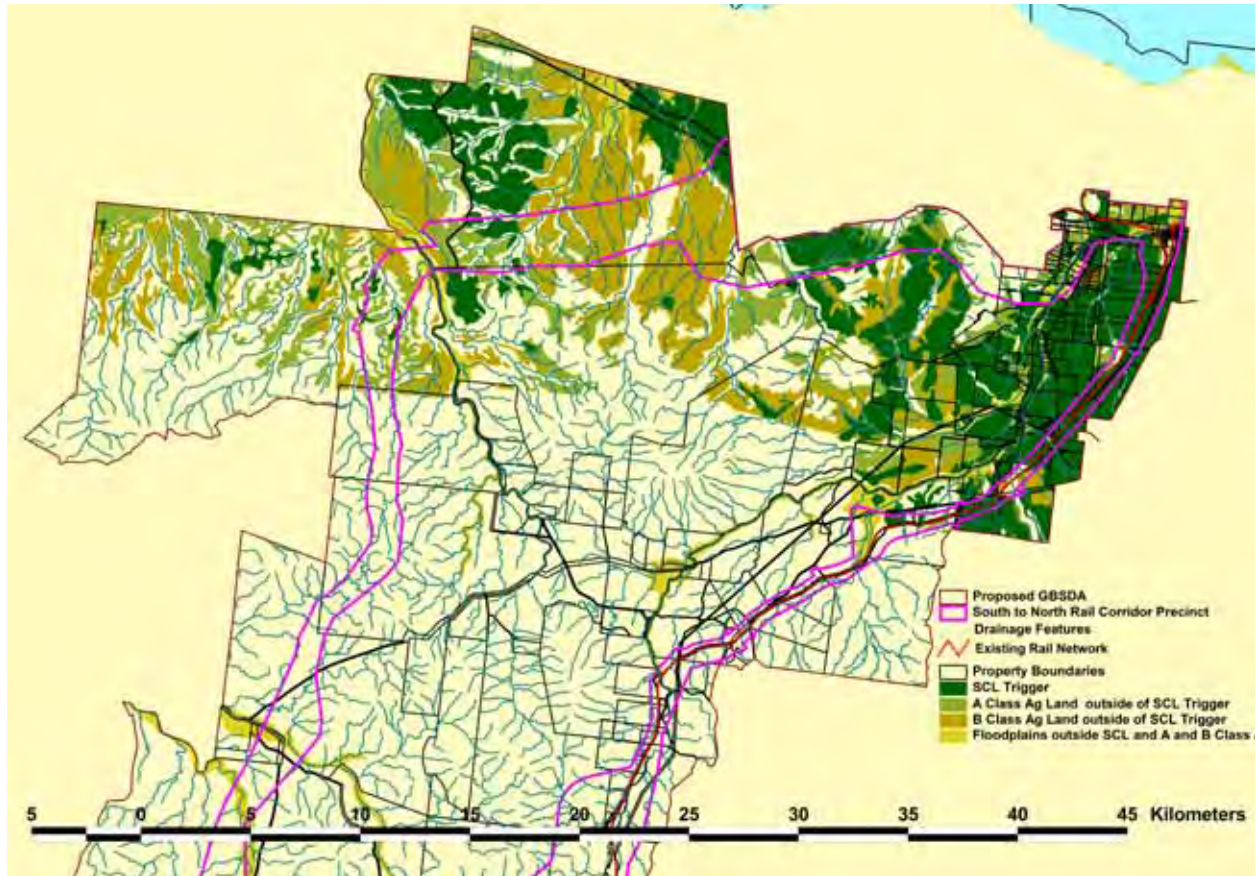 Proposed GBSDA
South to North Rail Corridor Precinct
Drainage Features
Existing Rail Network
Property Boundaries
SCL Trigger
A Class Ag Land outside of SCL Trigger
B Class Ag Land outside of SCL Trigger
Floodplains outside SCL and A and B Class
5 0 5 10 15 20 25 30 35 40 45 Kilometers